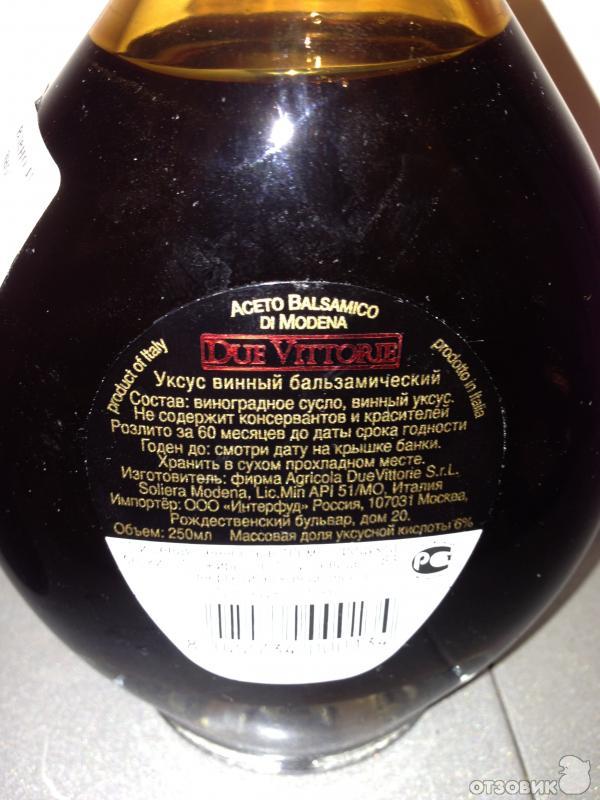 ACETO BALSAMICO
DI MODENA
product of Italy
DUE VITTORIE
prodotto in Italia
Уксус винный бальзамический
Состав: виноградное сусло, винный уксус.
Не содержит консервантов и красителей
Розлито за 60 месяцев до даты срока годности
Годен до: смотри дату на крышке банки.
Хранить в сухом прохладном месте.
Изготовитель: фирма Agricola DueVittorie S.r.L.
Soliera Modena, Lic.Min API 51/MO, Италия
Импортёр: ООО «Интерфуд» Россия, 107031 Москва,
Рождественский бульвар, дом 20.
Объем: 250мл Массовая доля уксусной кислоты 6%
РС
ОТЗОВИК